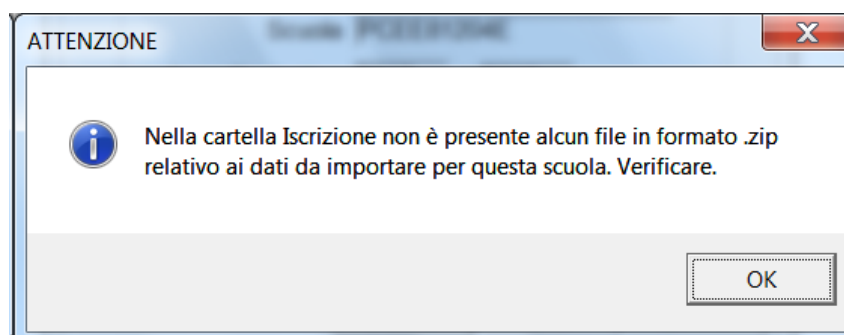 ATTENZIONE
Nella cartella Iscrizione non è presente alcun file in formato .zip
relativo ai dati da importare per questa scuola. Verificare.
OK